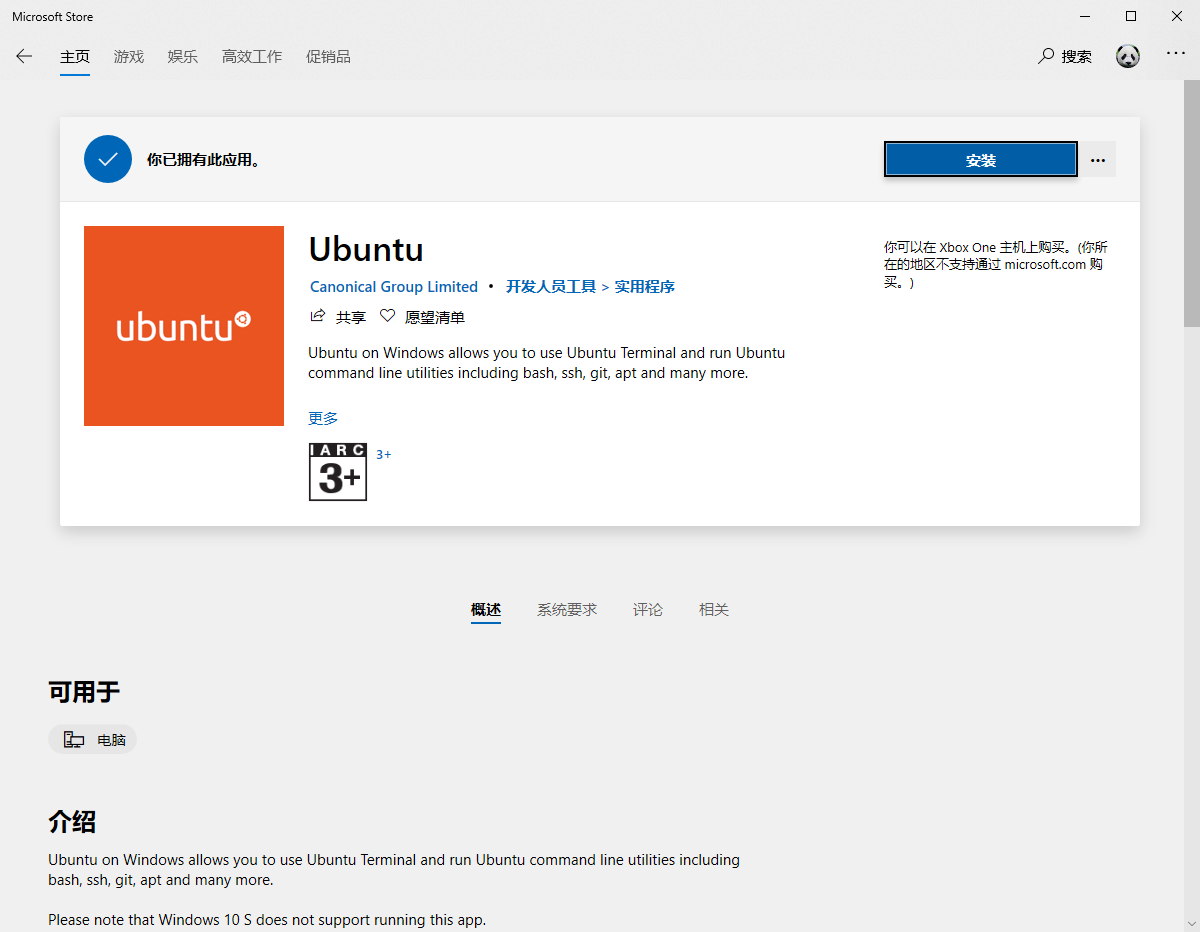 Microsoft Store
主页 游戏 娱乐 高效工作 促销品 搜索
你已拥有此应用。
安装
ubuntu
Ubuntu
Canonical Group Limited • 开发人员工具 > 实用程序
共享 愿望清单
Ubuntu on Windows allows you to use Ubuntu Terminal and run Ubuntu
command line utilities including bash, ssh, git, apt and many more.
更多
IARC
3+
3+
你可以在 Xbox One 主机上购买。(你所
在的地区不支持通过 microsoft.com 购
买。)
概述 系统要求 评论 相关
可用于
电脑
介绍
Ubuntu on Windows allows you to use Ubuntu Terminal and run Ubuntu command line utilities including
bash, ssh, git, apt and many more.
Please note that Windows 10 S does not support running this app.